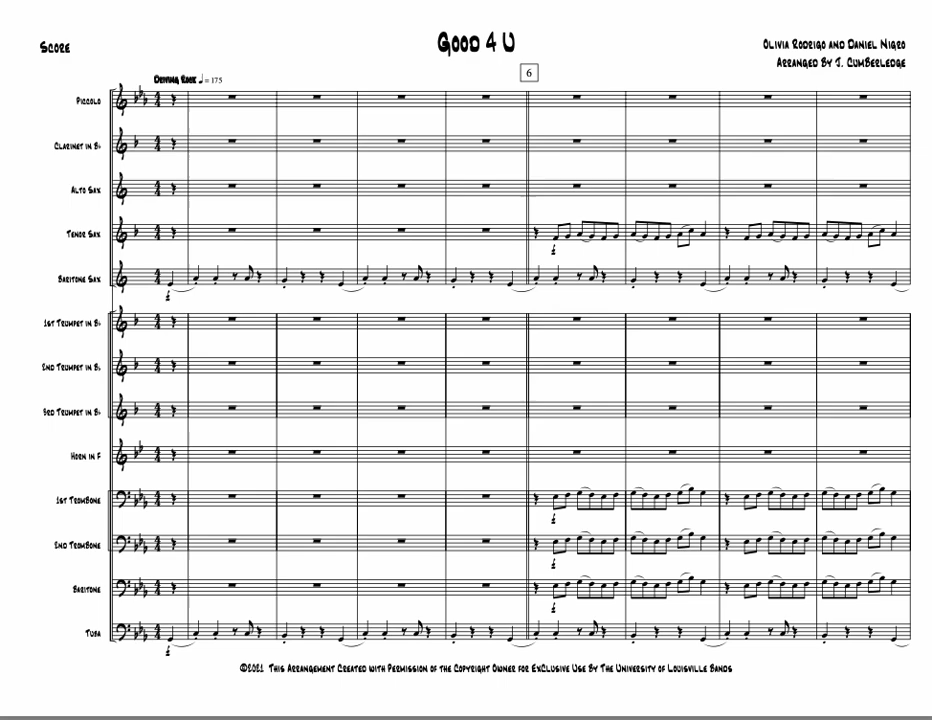 Score
Good 4 U
Olivia Rodrigo and Daniel Nigro
Arranged By J. Cumberledge
6
Driving Rock ♩ = 175
Piccolo
Clarinet in B♭
Alto Sax
Tenor Sax
Baritone Sax
1st Trumpet in B♭
2nd Trumpet in B♭
3rd Trumpet in B♭
Horn in F
1st Trombone
2nd Trombone
Baritone
Tuba
©2021 This Arrangement Created with Permission of the Copyright Owner for Exclusive Use By The University of Louisville Bands